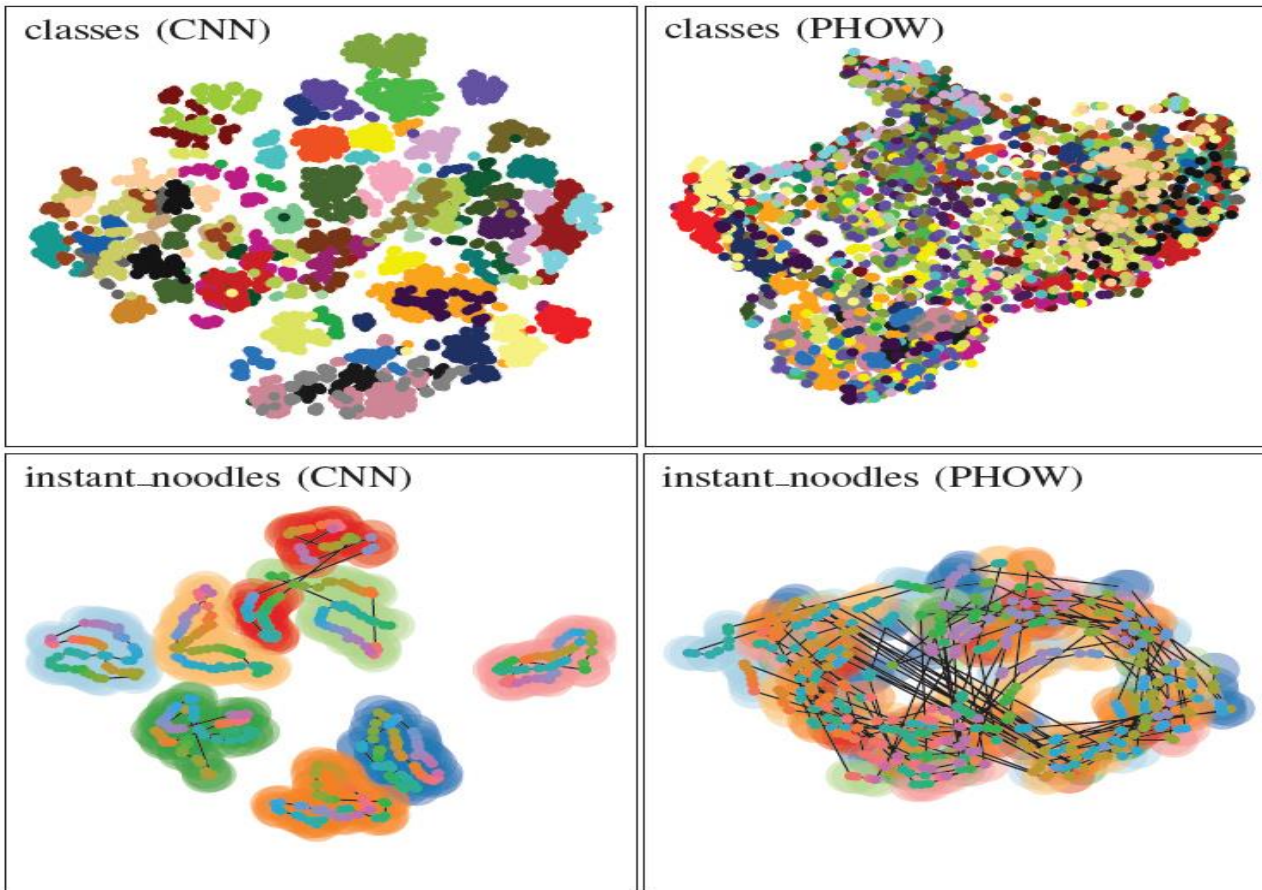 classes (CNN)
classes (PHOW)
instant_noodles (CNN)
instant_noodles (PHOW)